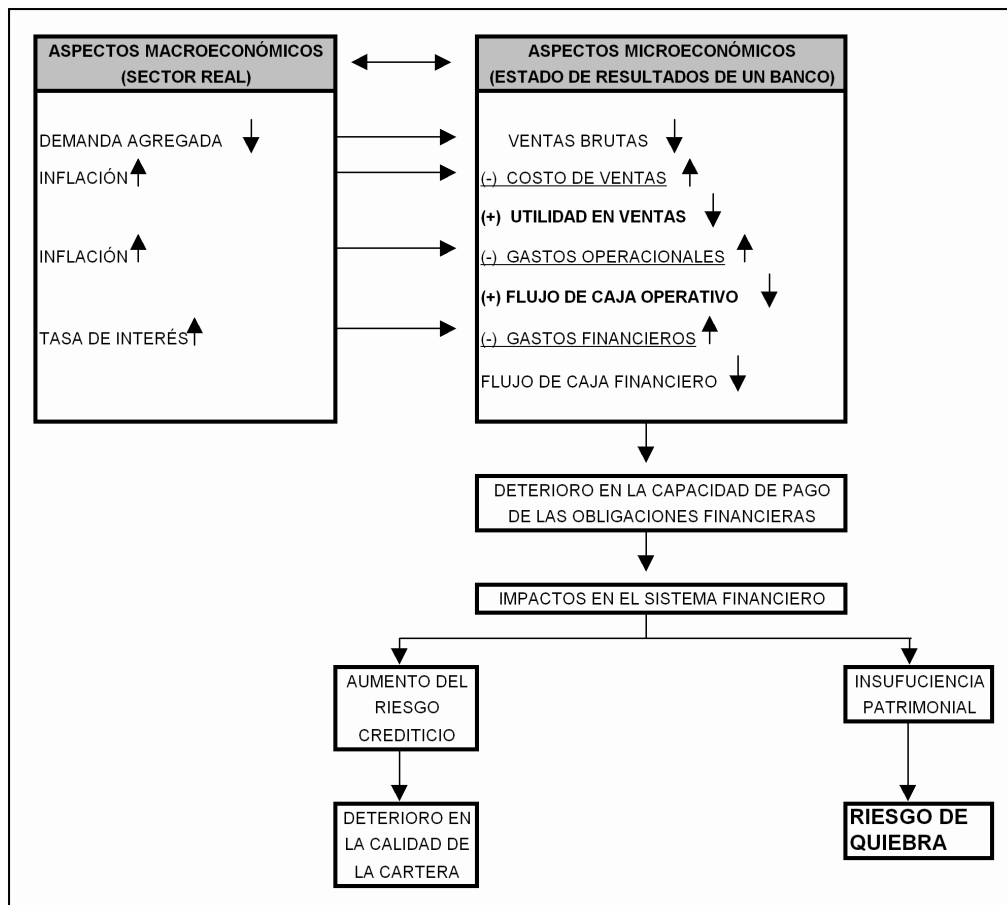 ASPECTOS MACROECONÓMICOS
(SECTOR REAL)
DEMANDA AGREGADA
INFLACIÓN
INFLACIÓN
TASA DE INTERÉS
ASPECTOS MICROECONÓMICOS
(ESTADO DE RESULTADOS DE UN BANCO)
VENTAS BRUTAS
(-) COSTO DE VENTAS
(+) UTILIDAD EN VENTAS
(-) GASTOS OPERACIONALES
(+) FLUJO DE CAJA OPERATIVO
(-) GASTOS FINANCIEROS
FLUJO DE CAJA FINANCIERO
DETERIORO EN LA CAPACIDAD DE PAGO
DE LAS OBLIGACIONES FINANCIERAS
IMPACTOS EN EL SISTEMA FINANCIERO
AUMENTO DEL
RIESGO
CREDITICIO
INSUFUCIENCIA
PATRIMONIAL
DETERIORO EN
LA CALIDAD DE
LA CARTERA
RIESGO DE
QUIEBRA